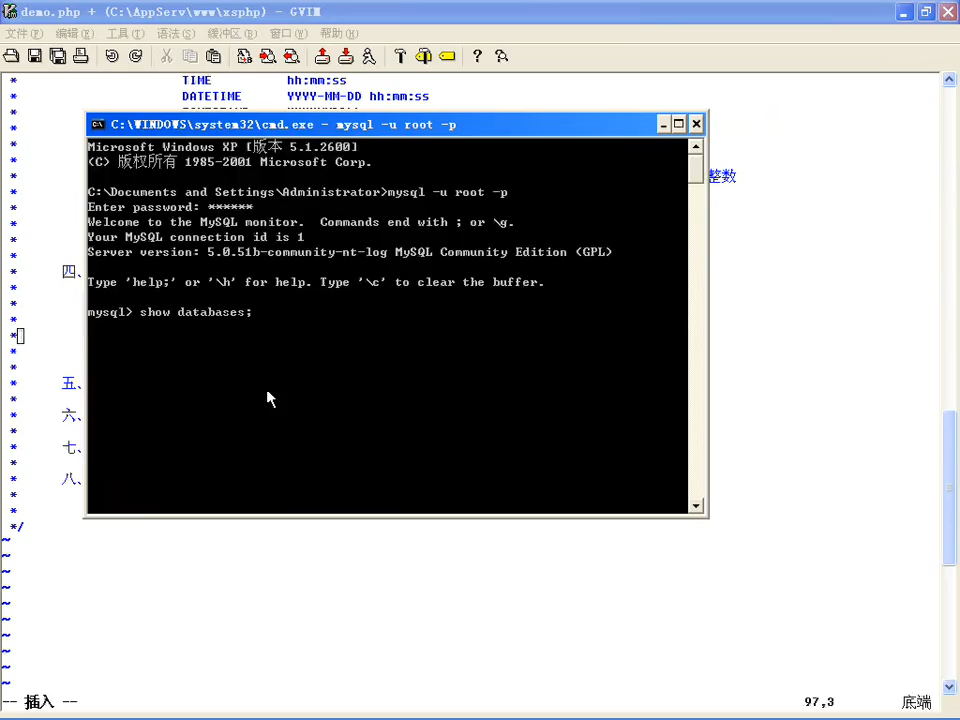 demo.php + (C:\AppServ\www\xsphp) - GVIM
文件(F) 编辑(E) 工具(T) 语法(S) 缓冲区(B) 窗口(W) 帮助(H)
* TIME hh:mm:ss
* DATETIME YYYY-MM-DD hh:mm:ss
C:\WINDOWS\system32\cmd.exe - mysql -u root -p
Microsoft Windows XP [版本 5.1.2600]
(C) 版权所有 1985-2001 Microsoft Corp.
整数
C:\Documents and Settings\Administrator>mysql -u root -p
Enter password: ******
Welcome to the MySQL monitor.  Commands end with ; or \g.
Your MySQL connection id is 1
Server version: 5.0.51b-community-nt-log MySQL Community Edition (GPL)
四、
Type 'help;' or '\h' for help. Type '\c' to clear the buffer.
mysql> show databases;
*
五、
六、
七、
八、
*/
~
~
~
~
~
~
~
~
~
~
-- 插入 -- 97,3 底端